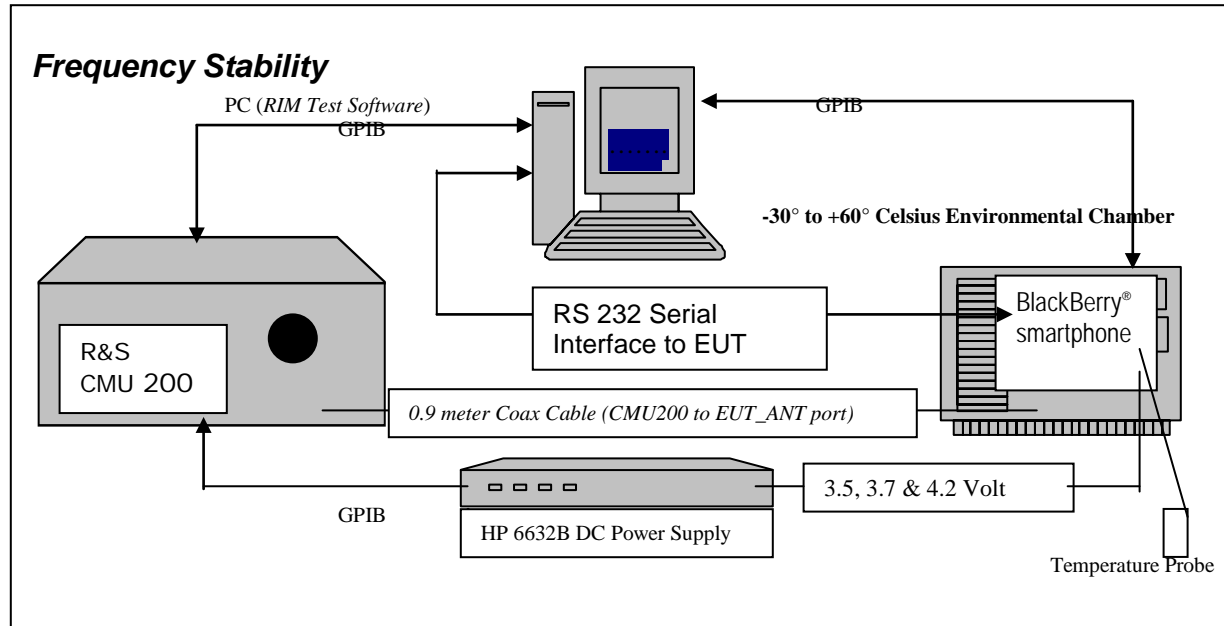 Frequency Stability
PC (RIM Test Software)
GPIB
GPIB
-30° to +60° Celsius Environmental Chamber
RS 232 Serial
Interface to EUT
BlackBerry®
smartphone
R&S
CMU 200
0.9 meter Coax Cable (CMU200 to EUT_ANT port)
3.5, 3.7 & 4.2 Volt
GPIB
HP 6632B DC Power Supply
Temperature Probe